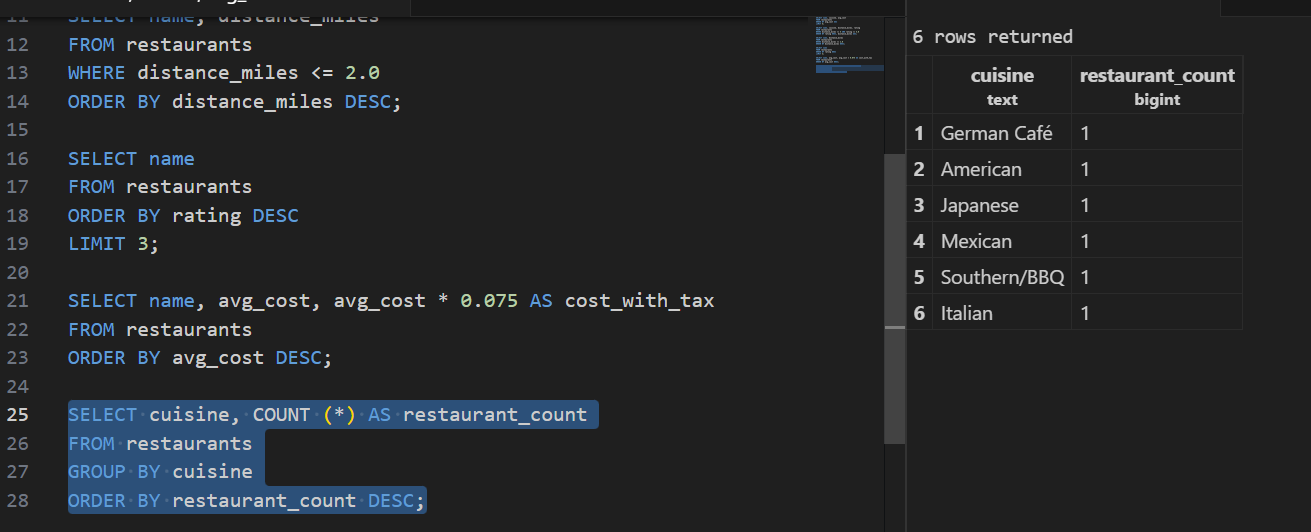 11 SELECT name, distance_miles
12 FROM restaurants
13 WHERE distance_miles <= 2.0
14 ORDER BY distance_miles DESC;
15
16 SELECT name
17 FROM restaurants
18 ORDER BY rating DESC
19 LIMIT 3;
20
21 SELECT name, avg_cost, avg_cost * 0.075 AS cost_with_tax
22 FROM restaurants
23 ORDER BY avg_cost DESC;
24
25 SELECT cuisine, COUNT (*) AS restaurant_count
26 FROM restaurants
27 GROUP BY cuisine
28 ORDER BY restaurant_count DESC;
6 rows returned
cuisine restaurant_count
text bigint
1 German Café 1
2 American 1
3 Japanese 1
4 Mexican 1
5 Southern/BBQ 1
6 Italian 1